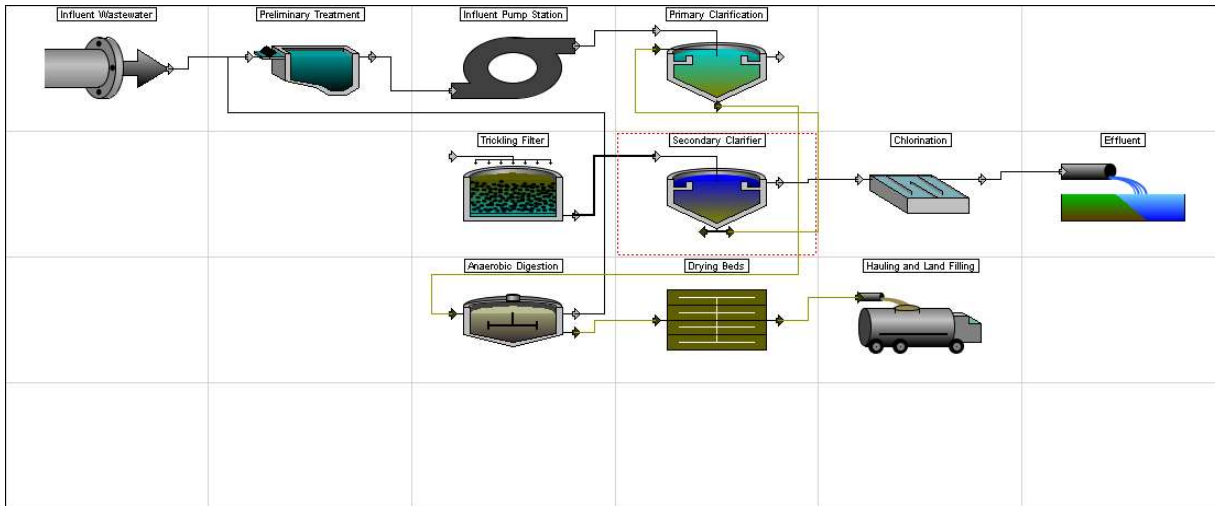 Influent Wastewater
Preliminary Treatment
Influent Pump Station
Primary Clarification
Trickling Filter
Secondary Clarifier
Chlorination
Effluent
Anaerobic Digestion
Drying Beds
Hauling and Land Filling